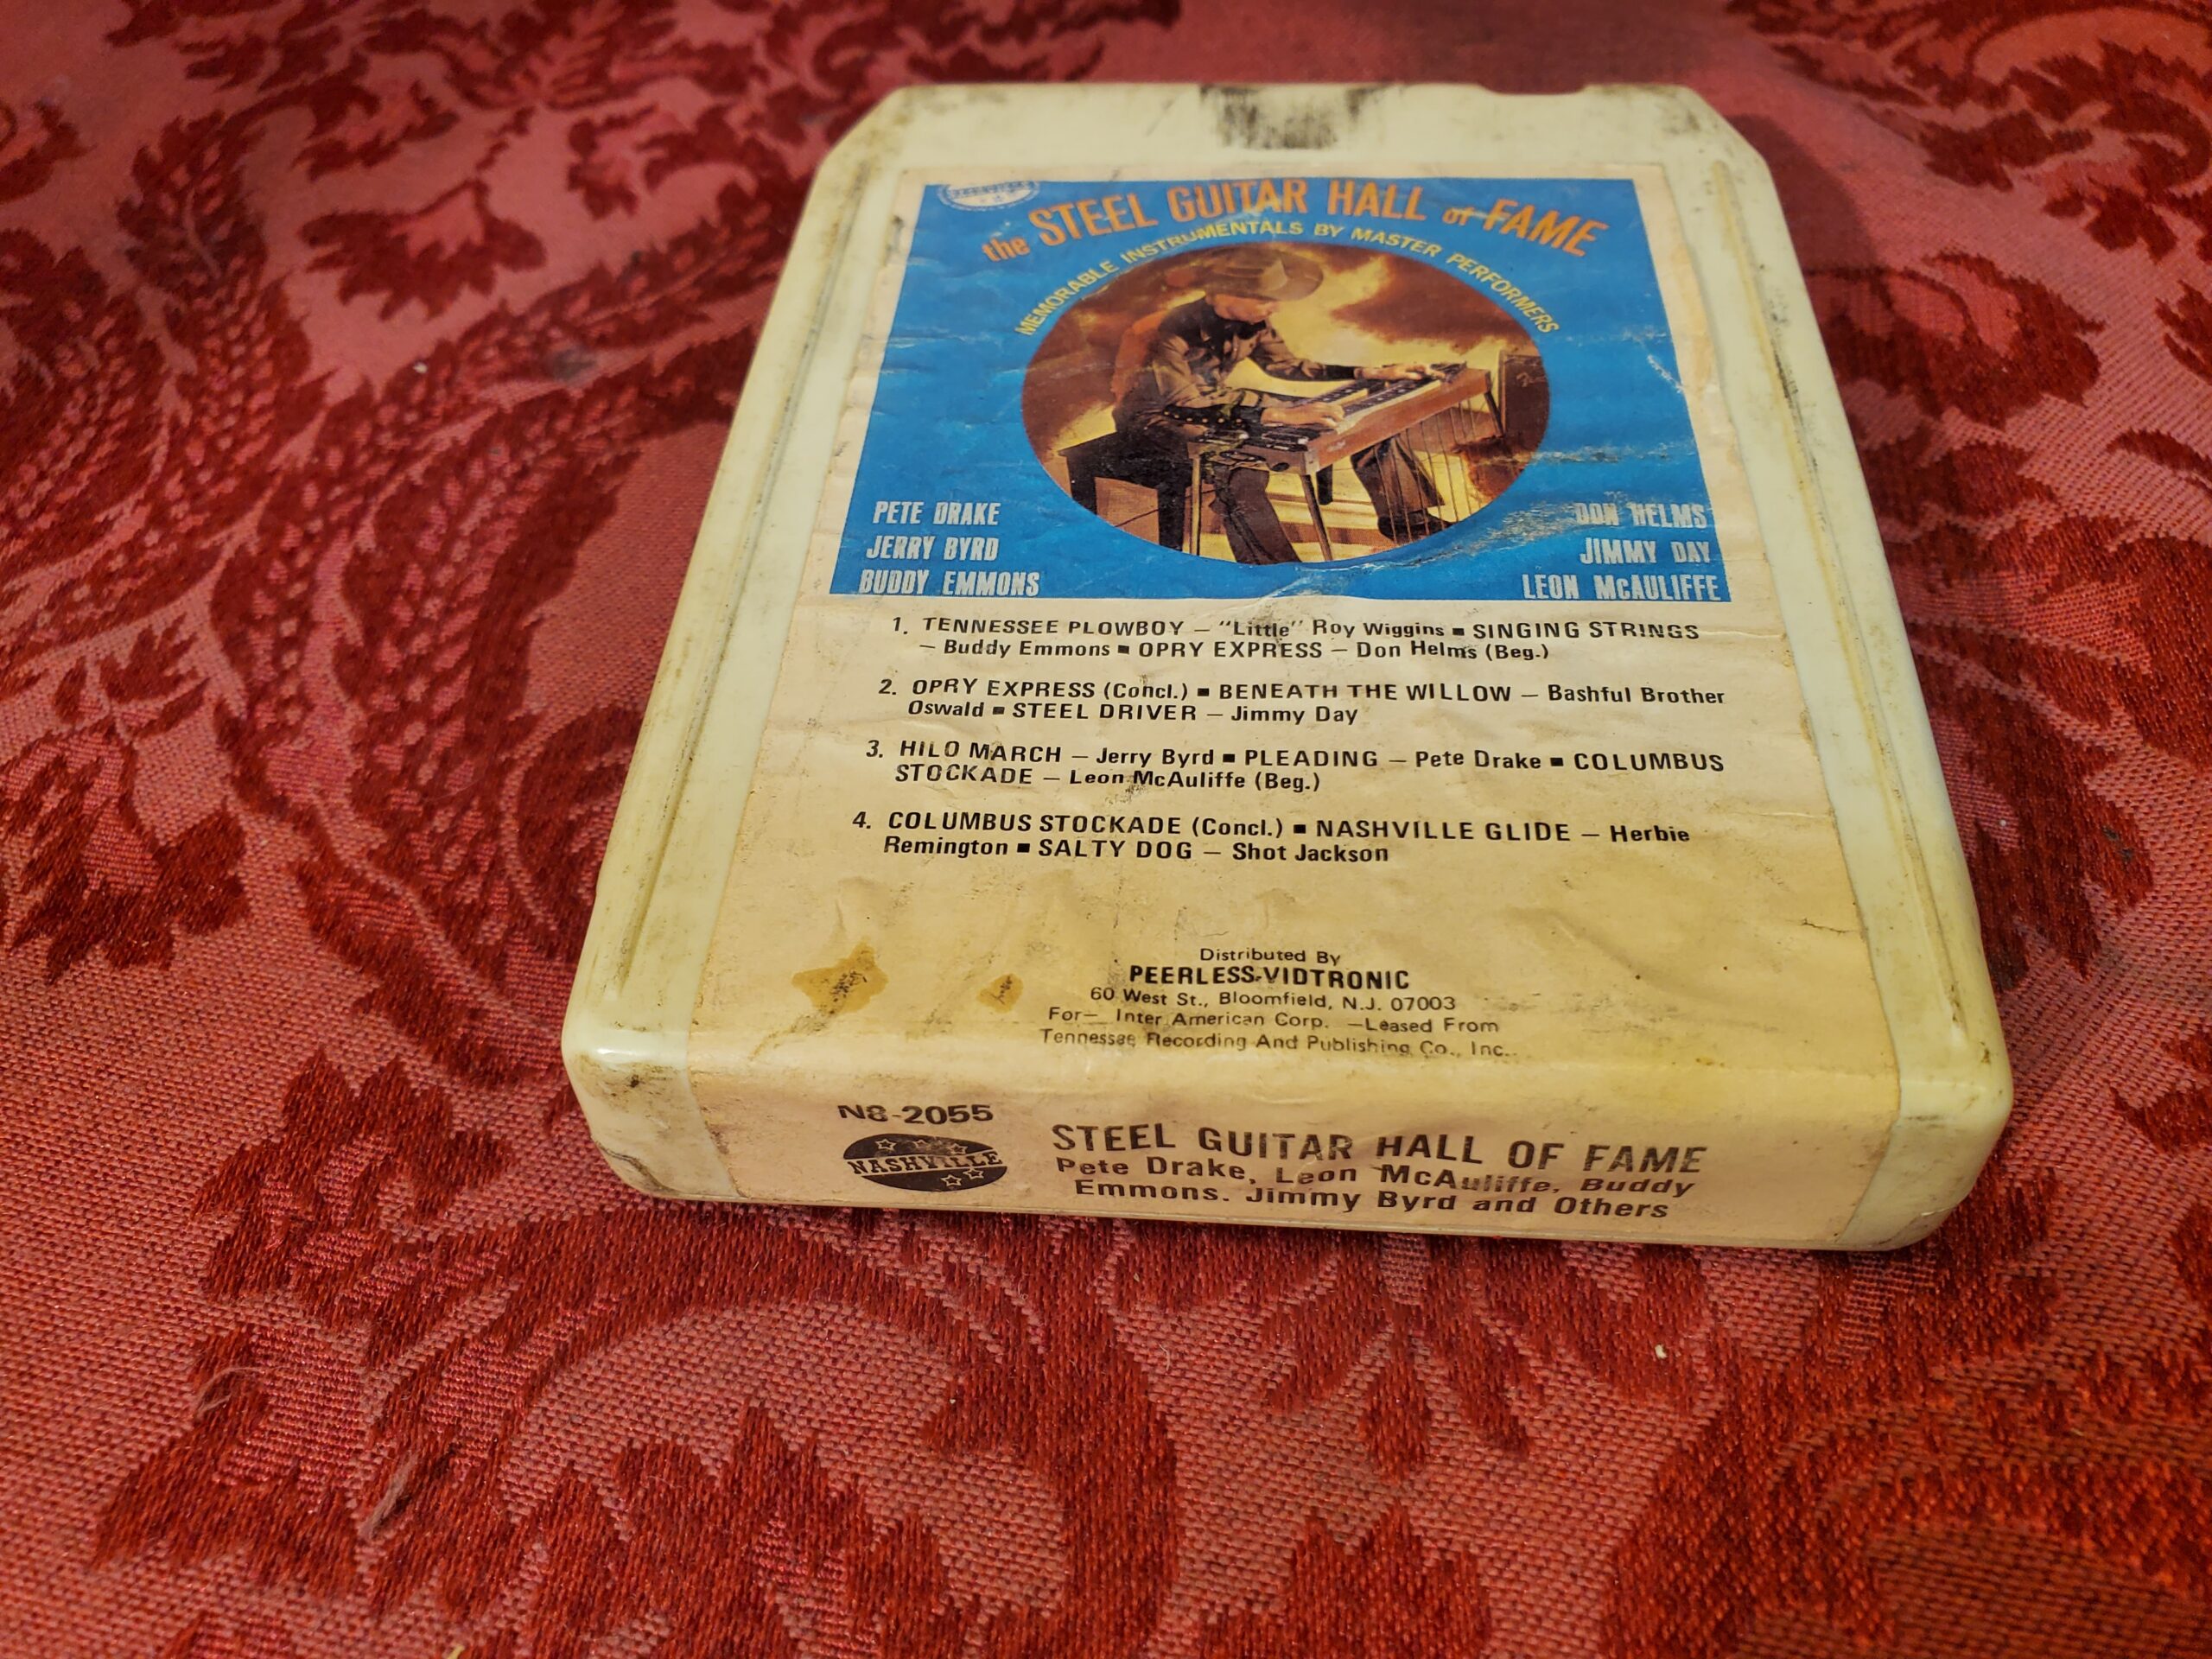 the STEEL GUITAR HALL of FAME
MEMORABLE INSTRUMENTALS BY MASTER PERFORMERS
PETE DRAKE
JERRY BYRD
BUDDY EMMONS
DON HELMS
JIMMY DAY
LEON McAULIFFE
1. TENNESSEE PLOWBOY – "Little" Roy Wiggins ■ SINGING STRINGS
– Buddy Emmons ■ OPRY EXPRESS – Don Helms (Beg.)
2. OPRY EXPRESS (Concl.) ■ BENEATH THE WILLOW – Bashful Brother
Oswald ■ STEEL DRIVER – Jimmy Day
3. HILO MARCH – Jerry Byrd ■ PLEADING – Pete Drake ■ COLUMBUS
STOCKADE – Leon McAuliffe (Beg.)
4. COLUMBUS STOCKADE (Concl.) ■ NASHVILLE GLIDE – Herbie
Remington ■ SALTY DOG – Shot Jackson
Distributed By
PEERLESS-VIDTRONIC
60 West St., Bloomfield, N.J. 07003
For— Inter American Corp. —Leased From
Tennessee Recording And Publishing Co., Inc.
N8-2055
NASHVILLE
STEEL GUITAR HALL OF FAME
Pete Drake, Leon McAuliffe, Buddy
Emmons. Jimmy Byrd and Others